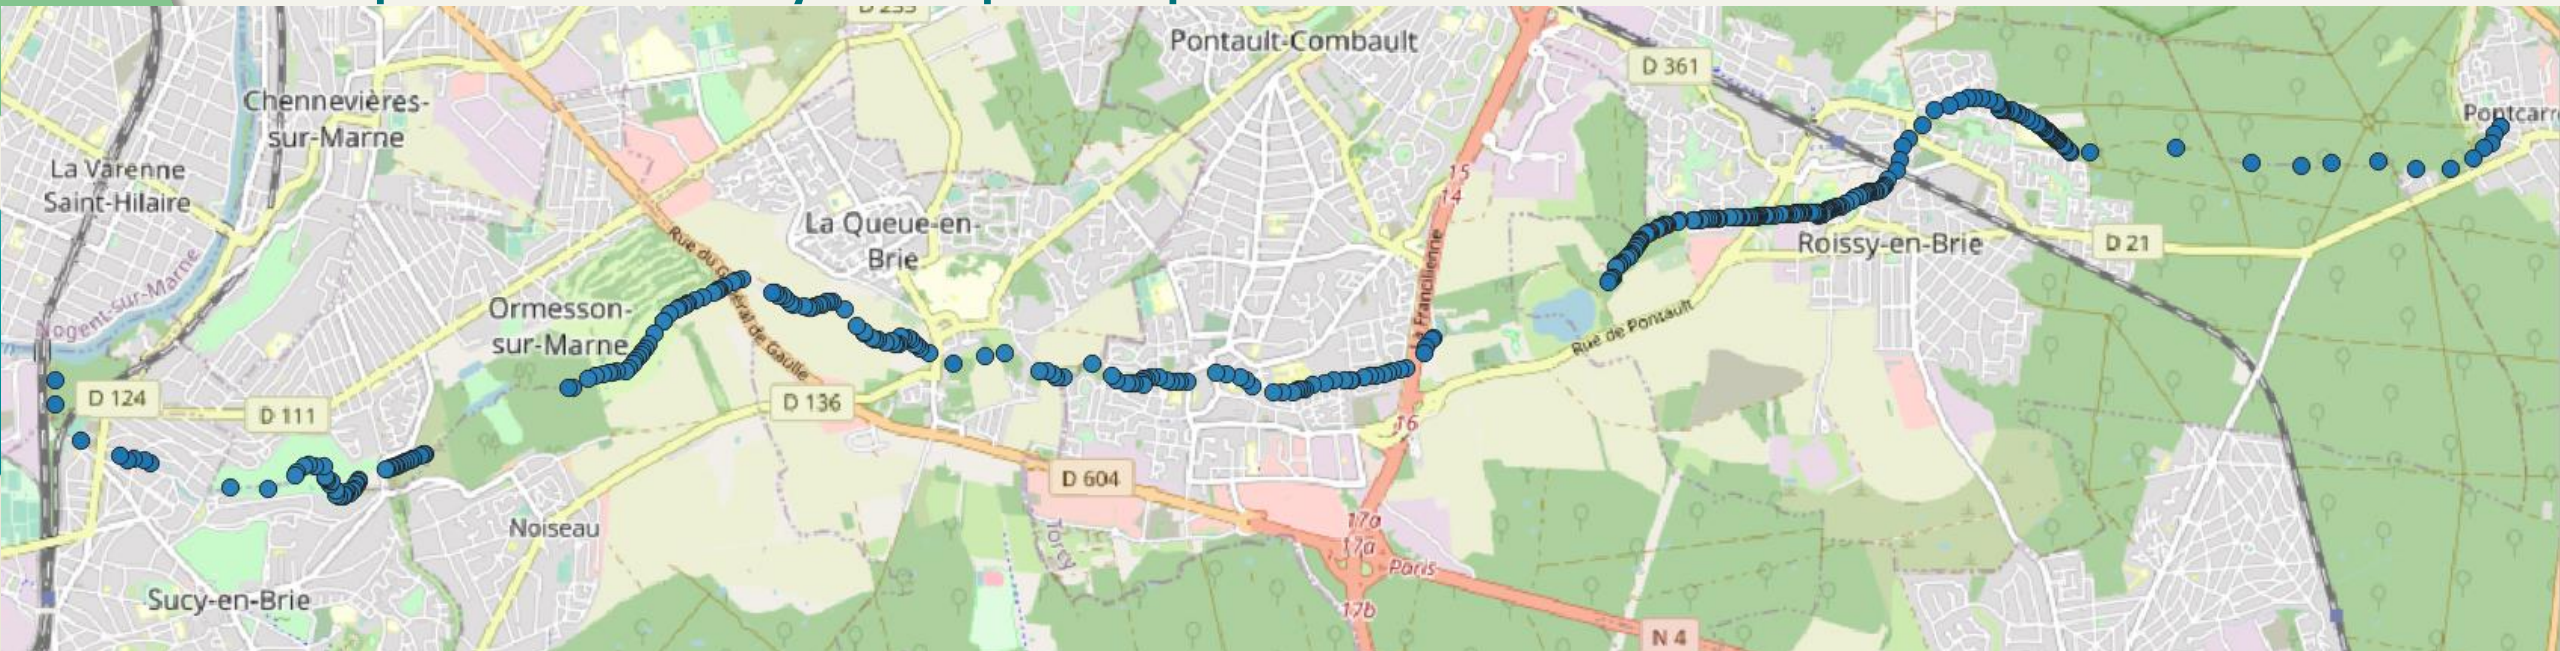 Pontault-Combault
D 361
Chennevières-
sur-Marne
La Varenne
Saint-Hilaire
15
14
La Queue-en-
Brie
Rue du Général de Gaulle
Nogent-sur-Marne
Ormesson-
sur-Marne
Roissy-en-Brie
D 21
Francilienne
Rue de Pontault
D 124
D 111
D 136
16
D 604
Noiseau
Torcy
17a
17a
Paris
Sucy-en-Brie
17b
N 4